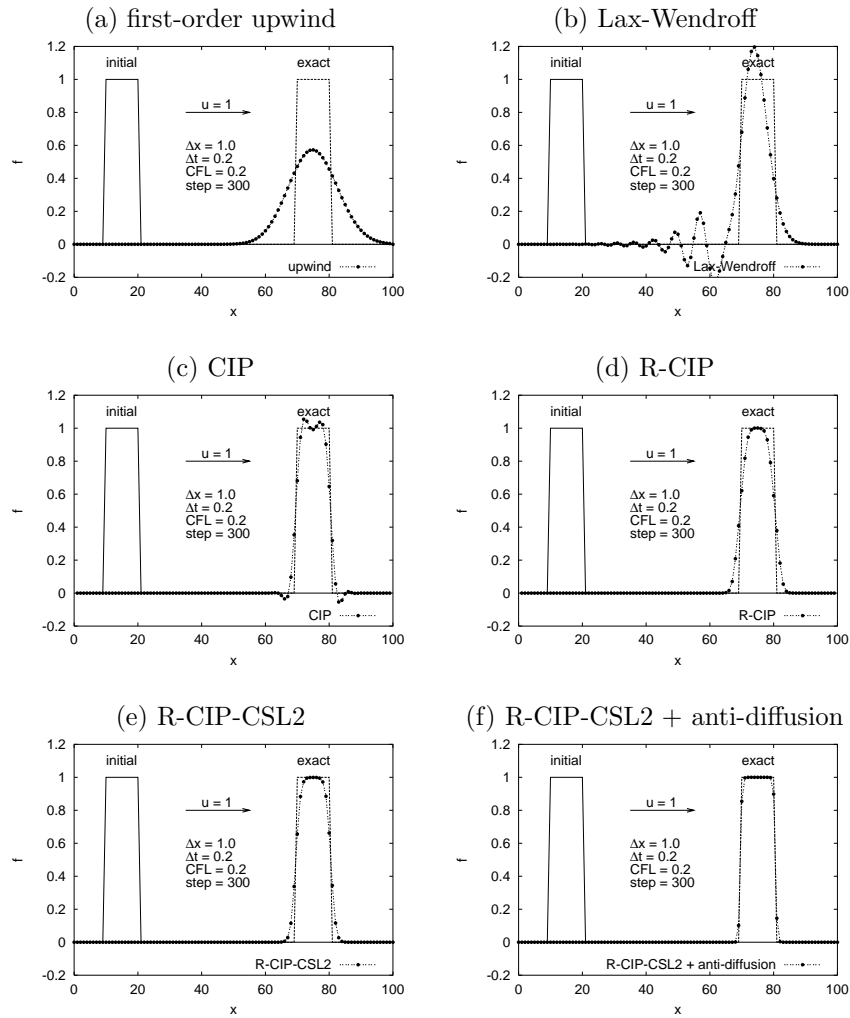 (a) first-order upwind
1.2
1
0.8
0.6
0.4
0.2
0
-0.2
f
initial
exact
u = 1
Δx = 1.0
Δt = 0.2
CFL = 0.2
step = 300
upwind
0 20 40 60 80 100
x
(b) Lax-Wendroff
1.2
1
0.8
0.6
0.4
0.2
0
-0.2
f
initial
exact
u = 1
Δx = 1.0
Δt = 0.2
CFL = 0.2
step = 300
Lax-Wendroff
0 20 40 60 80 100
x
(c) CIP
1.2
1
0.8
0.6
0.4
0.2
0
-0.2
f
initial
exact
u = 1
Δx = 1.0
Δt = 0.2
CFL = 0.2
step = 300
CIP
0 20 40 60 80 100
x
(d) R-CIP
1.2
1
0.8
0.6
0.4
0.2
0
-0.2
f
initial
exact
u = 1
Δx = 1.0
Δt = 0.2
CFL = 0.2
step = 300
R-CIP
0 20 40 60 80 100
x
(e) R-CIP-CSL2
1.2
1
0.8
0.6
0.4
0.2
0
-0.2
f
initial
exact
u = 1
Δx = 1.0
Δt = 0.2
CFL = 0.2
step = 300
R-CIP-CSL2
0 20 40 60 80 100
x
(f) R-CIP-CSL2 + anti-diffusion
1.2
1
0.8
0.6
0.4
0.2
0
-0.2
f
initial
exact
u = 1
Δx = 1.0
Δt = 0.2
CFL = 0.2
step = 300
R-CIP-CSL2 + anti-diffusion
0 20 40 60 80 100
x